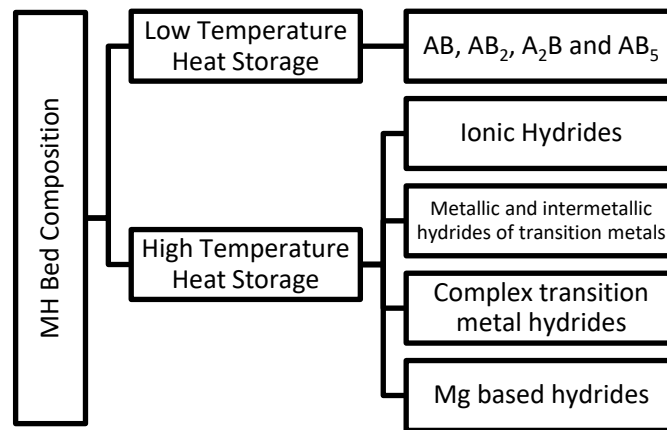 MH Bed Composition
Low Temperature
Heat Storage
AB, AB₂, A₂B and AB₅
High Temperature
Heat Storage
Ionic Hydrides
Metallic and intermetallic
hydrides of transition metals
Complex transition
metal hydrides
Mg based hydrides